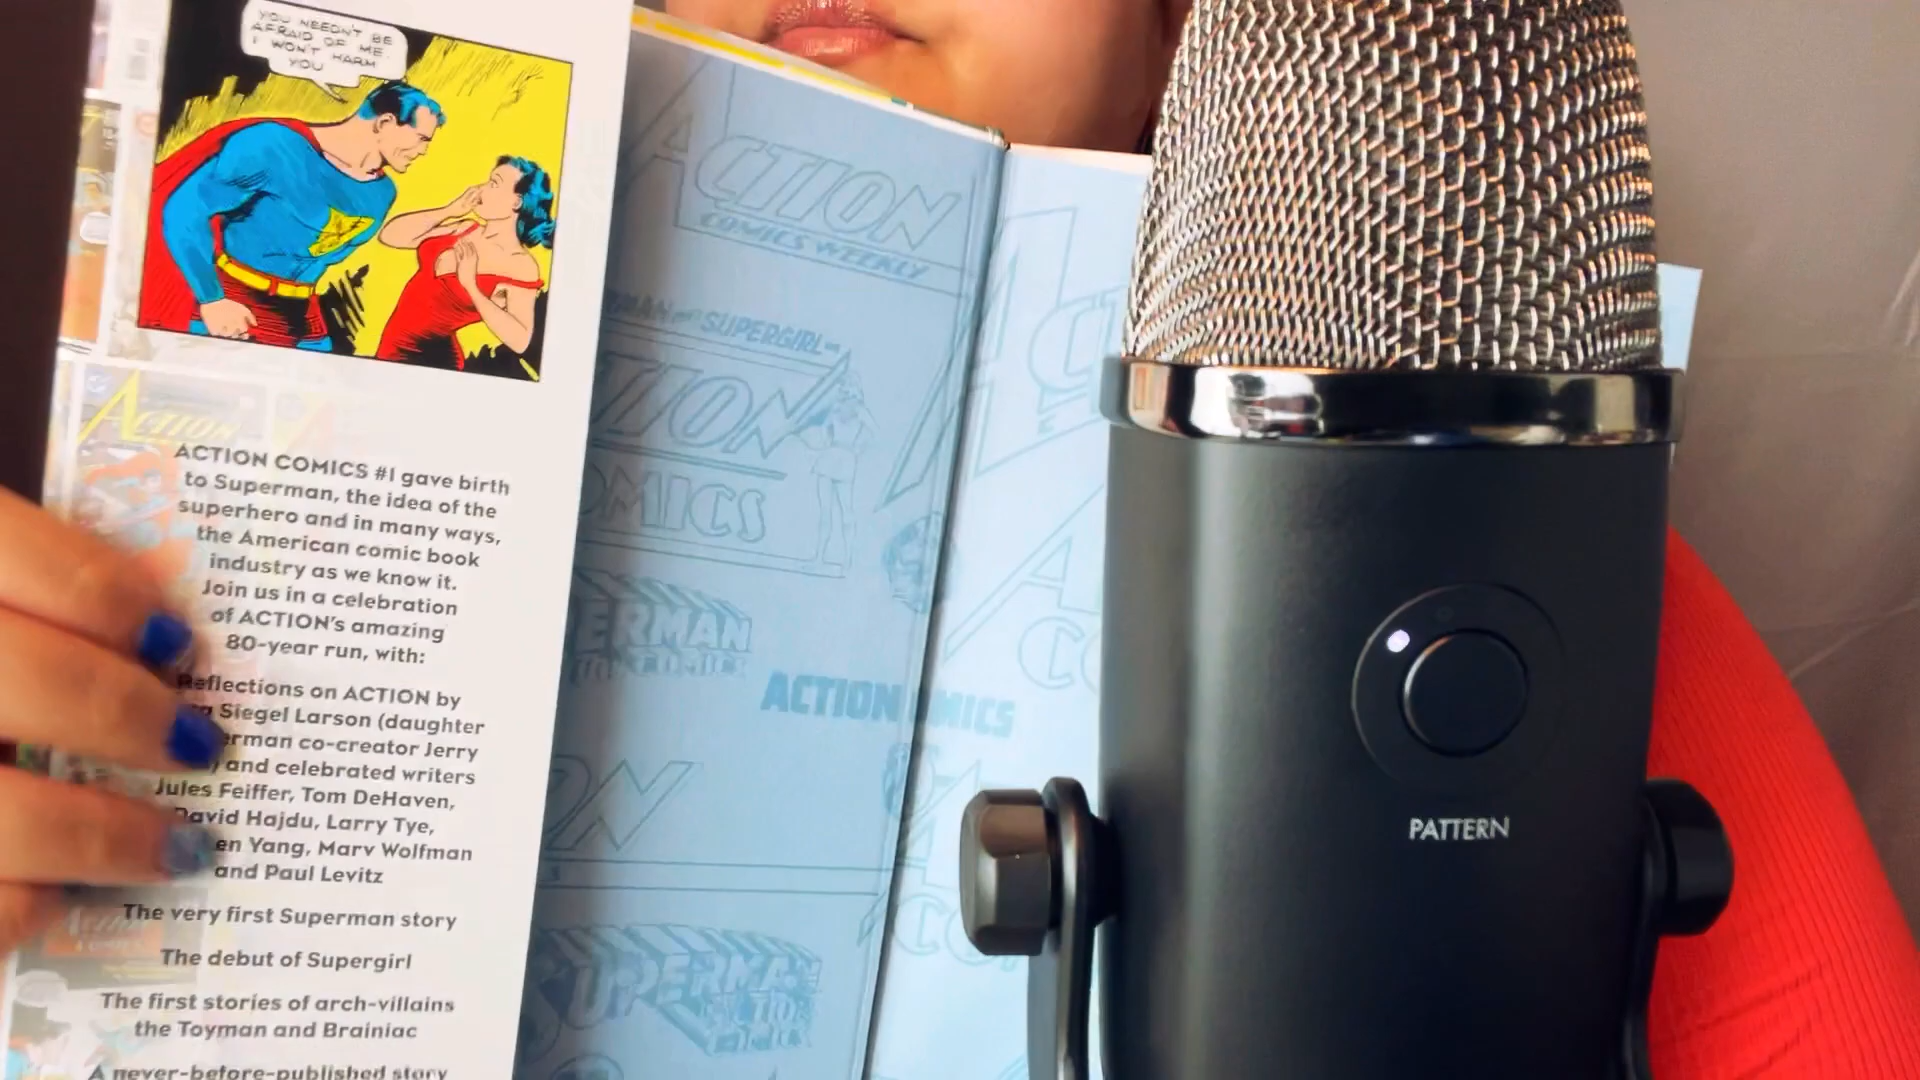 YOU NEEDN'T BE
AFRAID OF ME.
I WON'T HARM
YOU
ACTION COMICS #1 gave birth
to Superman, the idea of the
superhero and in many ways,
the American comic book
industry as we know it.
Join us in a celebration
of ACTION's amazing
80-year run, with:
Reflections on ACTION by
Siegel Larson (daughter
co-creator Jerry
and celebrated writers
Jules Feiffer, Tom DeHaven,
David Hajdu, Larry Tye,
Yang, Marv Wolfman
and Paul Levitz
The very first Superman story
The debut of Supergirl
The first stories of arch-villains
the Toyman and Brainiac
A never-before-published story
ACTION
COMICS WEEKLY
SUPERGIRL
ACTION
SUPERMAN
ACTION
COMICS
PATTERN